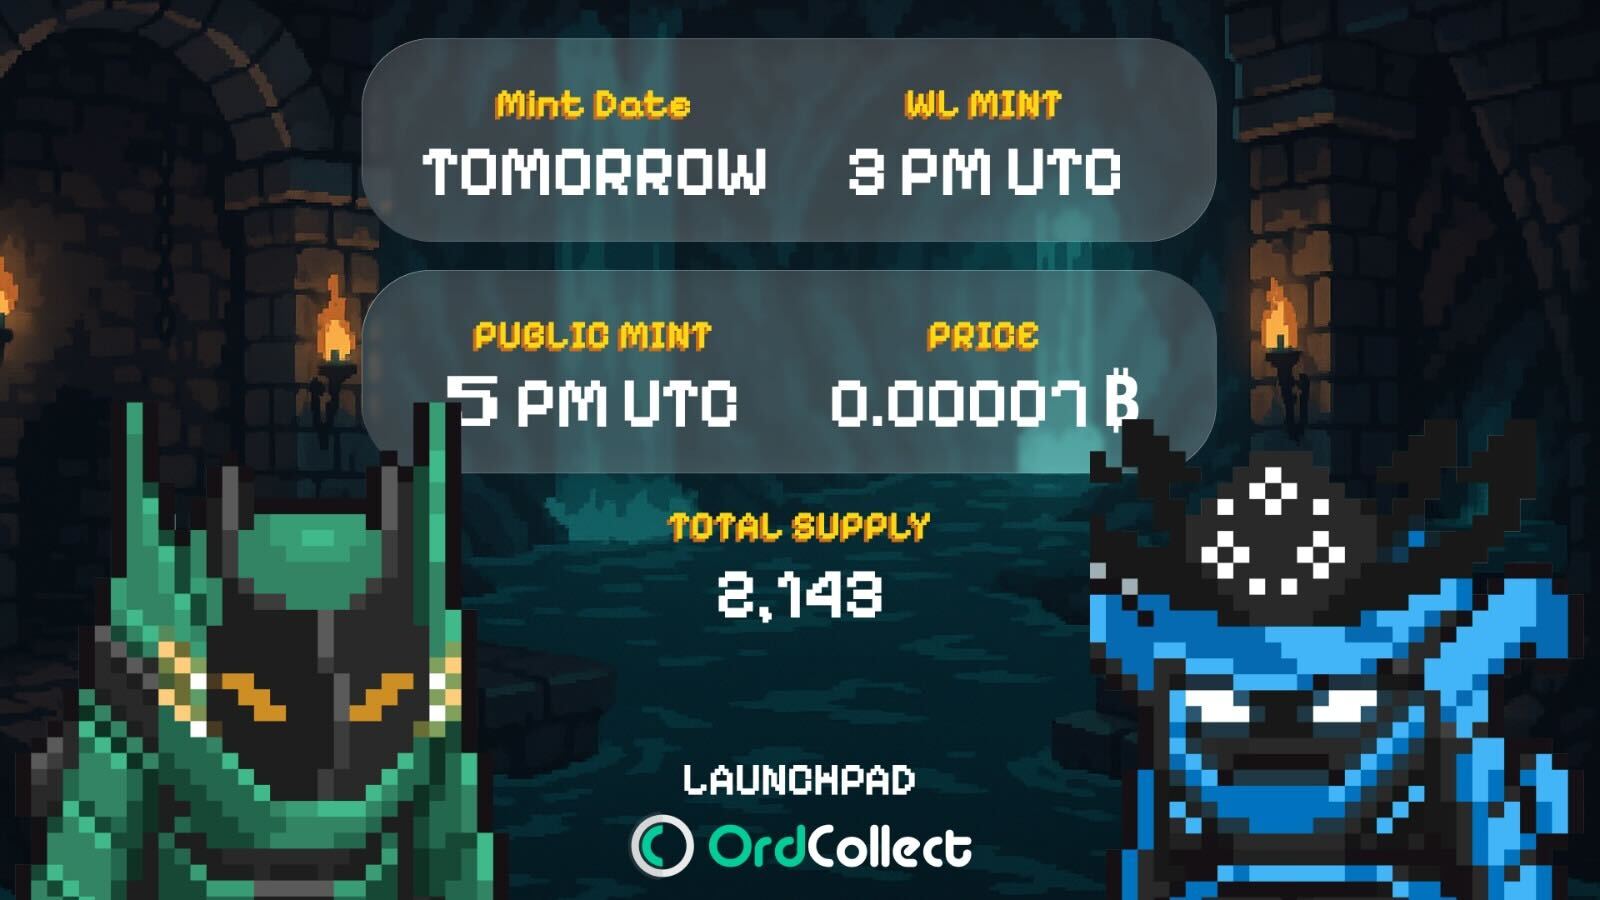 Mint Date
TOMORROW
WL MINT
3 PM UTC
PUBLIC MINT
5 PM UTC
PRICE
0.00007 ₿
TOTAL SUPPLY
2,143
LAUNCHPAD
OrdCollect